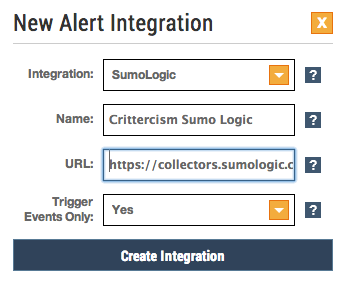 New Alert Integration X
Integration: SumoLogic ?
Name: Crittercism Sumo Logic ?
URL: https://collectors.sumologic.c ?
Trigger
Events Only: Yes ?
Create Integration